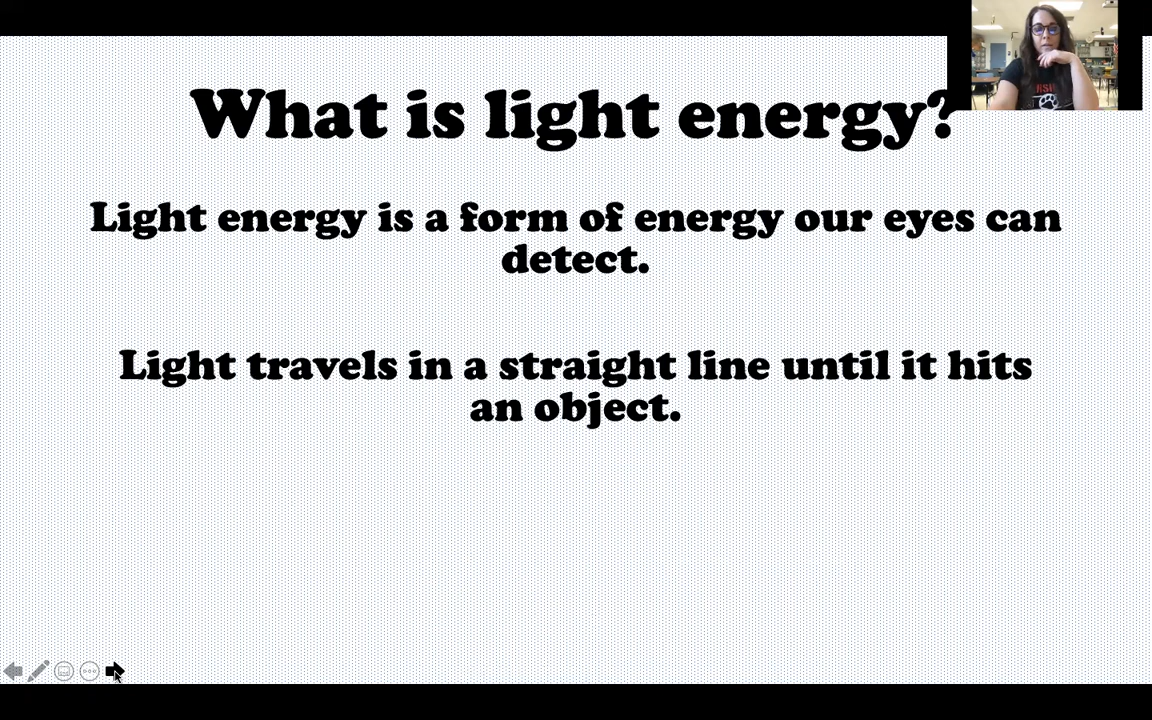 What is light energy?
Light energy is a form of energy our eyes can
detect.
Light travels in a straight line until it hits
an object.